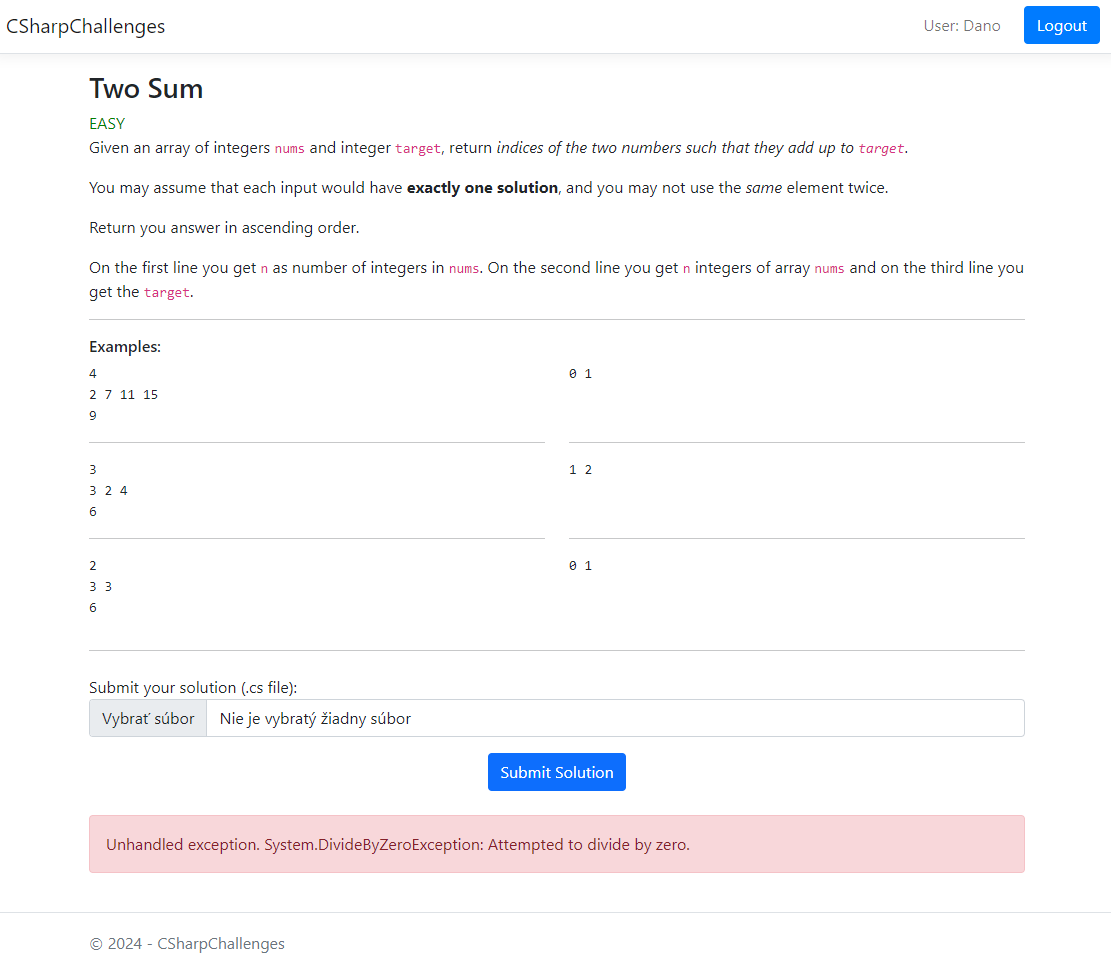 CSharpChallenges
User: Dano
Logout
Two Sum
EASY
Given an array of integers nums and integer target, return indices of the two numbers such that they add up to target.
You may assume that each input would have exactly one solution, and you may not use the same element twice.
Return you answer in ascending order.
On the first line you get n as number of integers in nums. On the second line you get n integers of array nums and on the third line you
get the target.
Examples:
4
0 1
2 7 11 15
9
3
1 2
3 2 4
6
2
0 1
3 3
6
Submit your solution (.cs file):
Vybrať súbor
Nie je vybratý žiadny súbor
Submit Solution
Unhandled exception. System.DivideByZeroException: Attempted to divide by zero.
© 2024 - CSharpChallenges